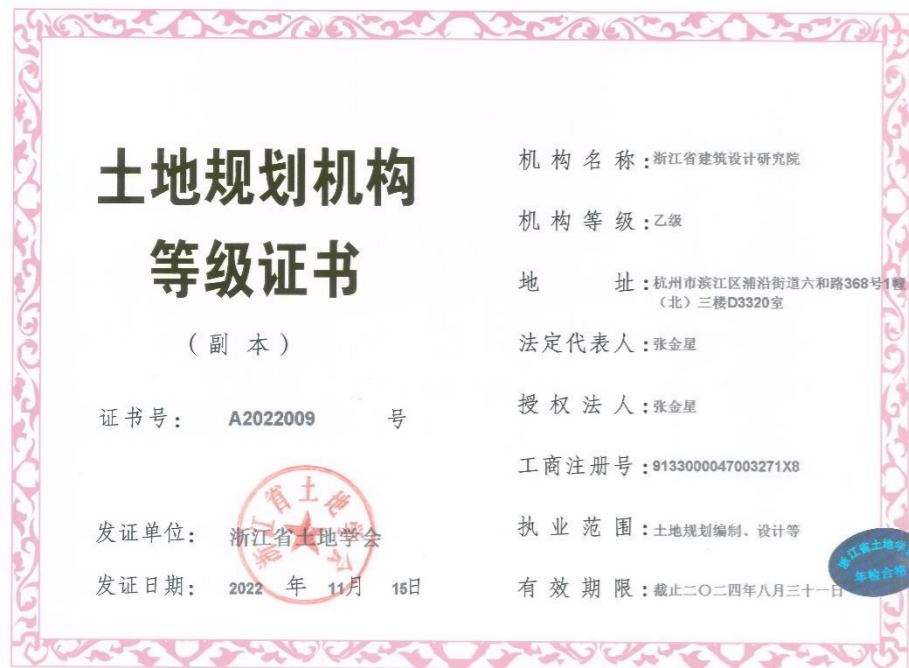 土地规划机构
等级证书
(副本)
证书号: A2022009 号
发证单位: 浙江省土地学会
发证日期: 2022 年 11月 15日
浙江省土地学会
机构名称:浙江省建筑设计研究院
机构等级:乙级
地址:杭州市滨江区浦沿街道六和路368号1幢
(北)三楼D3320室
法定代表人:张金星
授权法人:张金星
工商注册号:9133000047003271X8
执业范围:土地规划编制、设计等
有效期限:截止二〇二四年八月三十一日
浙江省土地学
年检合格